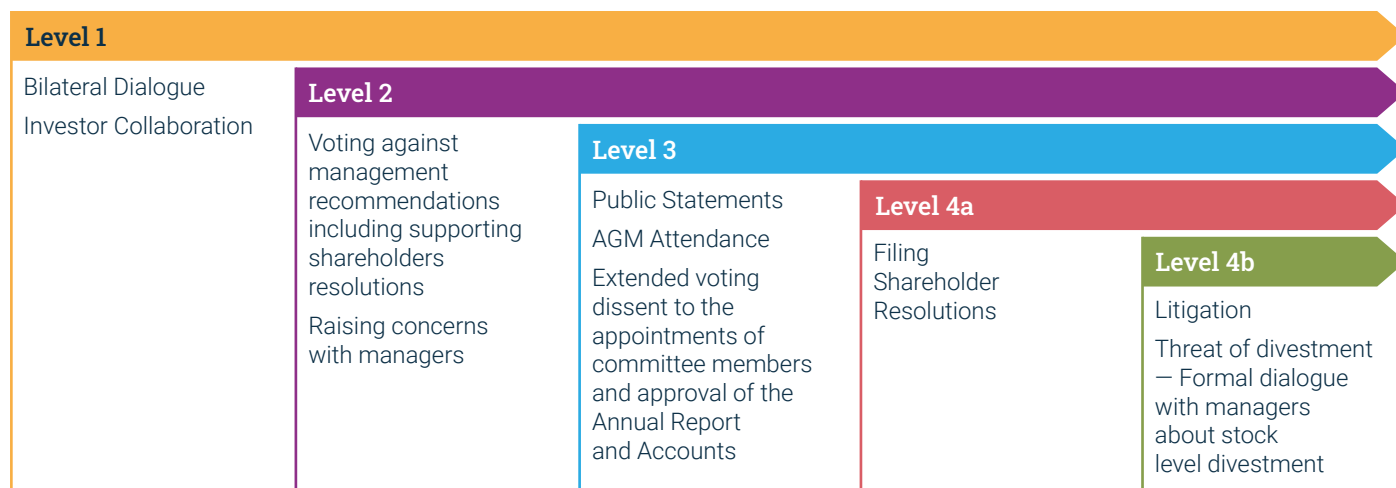 Level 1
Bilateral Dialogue
Investor Collaboration
Level 2
Voting against
management
recommendations
including supporting
shareholders
resolutions
Raising concerns
with managers
Level 3
Public Statements
AGM Attendance
Extended voting
dissent to the
appointments of
committee members
and approval of the
Annual Report
and Accounts
Level 4a
Filing
Shareholder
Resolutions
Level 4b
Litigation
Threat of divestment
— Formal dialogue
with managers
about stock
level divestment